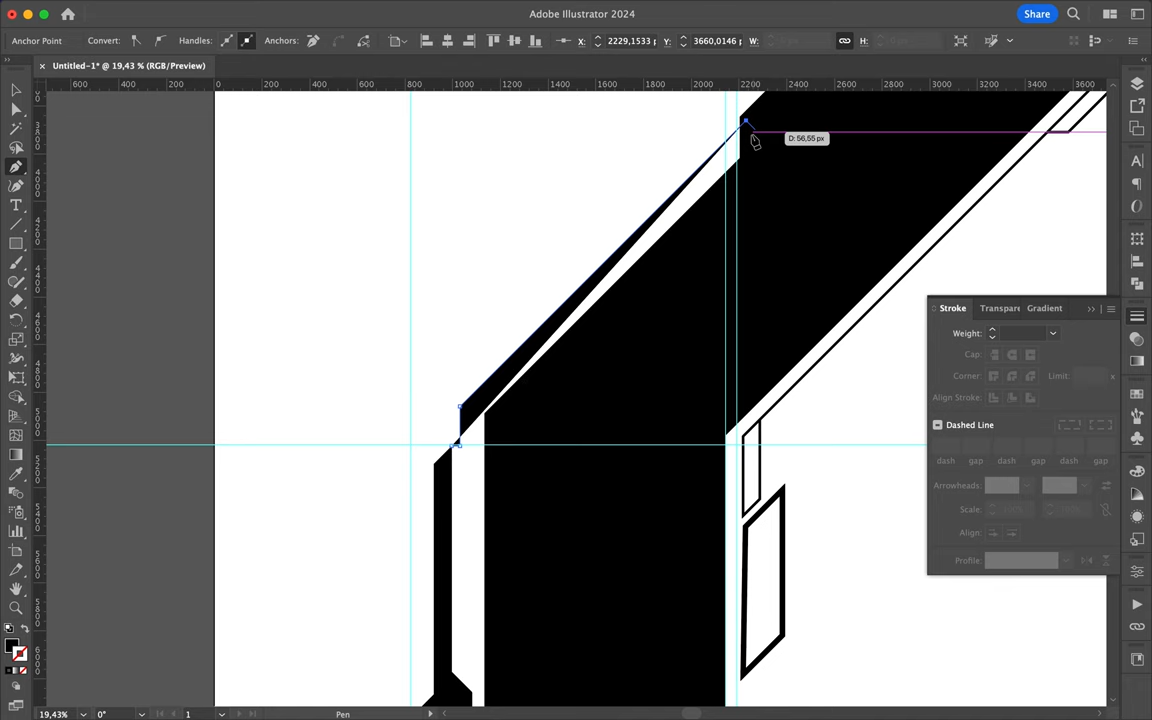 Adobe Illustrator 2024
Share
Anchor Point
Convert:
Handles:
Anchors:
X:
2229,1533 p
Y:
3660,0146 p
W:
H:
Untitled-1* @ 19,43 % (RGB/Preview)
600 400 200 0 200 400 600 800 1000 1200 1400 1600 1800 2000 2200 2400 2600 2800 3000 3200 3400 3600
D: 56,55 px
Stroke
Transpare
Gradient
Weight:
Cap:
Corner:
Limit:
Align Stroke:
Dashed Line
dash gap dash gap dash gap
Arrowheads:
Scale:
Align:
Profile:
19,43%
0°
1
Pen